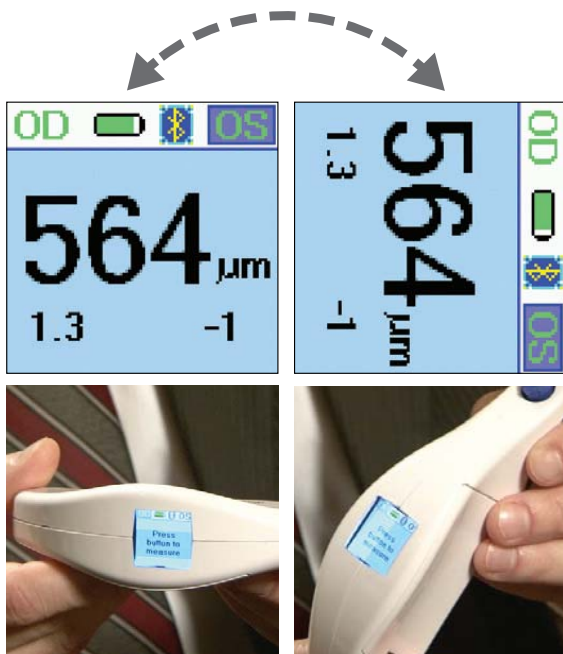 OD OS
564 µm
1.3 -1
OD OS
564 µm
1.3 -1
OS
Press
button to
measure
Press
button to
measure